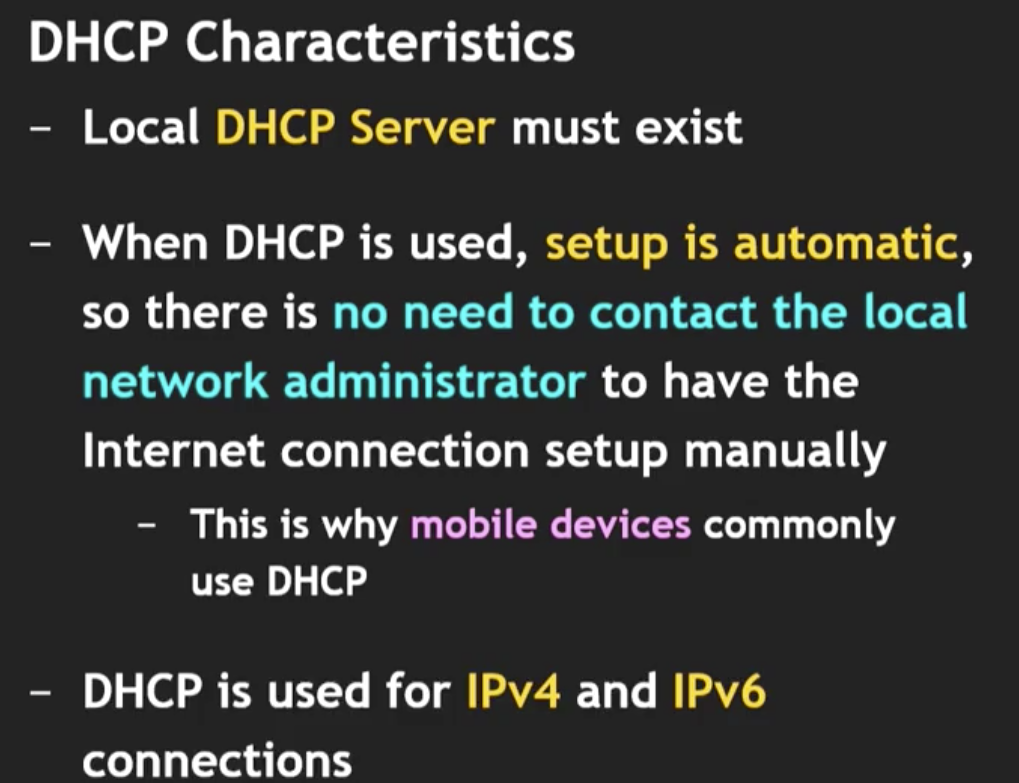 DHCP Characteristics
– Local DHCP Server must exist
– When DHCP is used, setup is automatic,
so there is no need to contact the local
network administrator to have the
Internet connection setup manually
– This is why mobile devices commonly
use DHCP
– DHCP is used for IPv4 and IPv6
connections